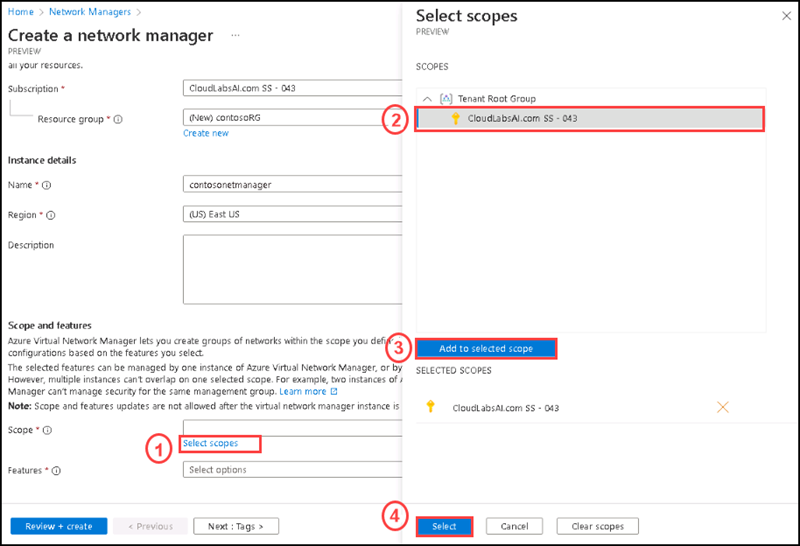 Home > Network Managers >
Create a network manager ...
PREVIEW
all your resources.
Subscription *
CloudLabsAI.com SS - 043
Resource group *
(New) contosoRG
Create new
Instance details
Name *
contosonetmanager
Region *
(US) East US
Description
Scope and features
Azure Virtual Network Manager lets you create groups of networks within the scope you define
configurations based on the features you select.
The selected features can be managed by one instance of Azure Virtual Network Manager, or by
However, multiple instances can't overlap on one selected scope. For example, two instances of A
Manager can't manage security for the same management group. Learn more
Note: Scope and features updates are not allowed after the virtual network manager instance is
Scope *
1
Select scopes
Features *
Select options
Review + create
< Previous
Next : Tags >
Select scopes
PREVIEW
SCOPES
Tenant Root Group
2
CloudLabsAI.com SS - 043
3
Add to selected scope
SELECTED SCOPES
CloudLabsAI.com SS - 043
4
Select
Cancel
Clear scopes